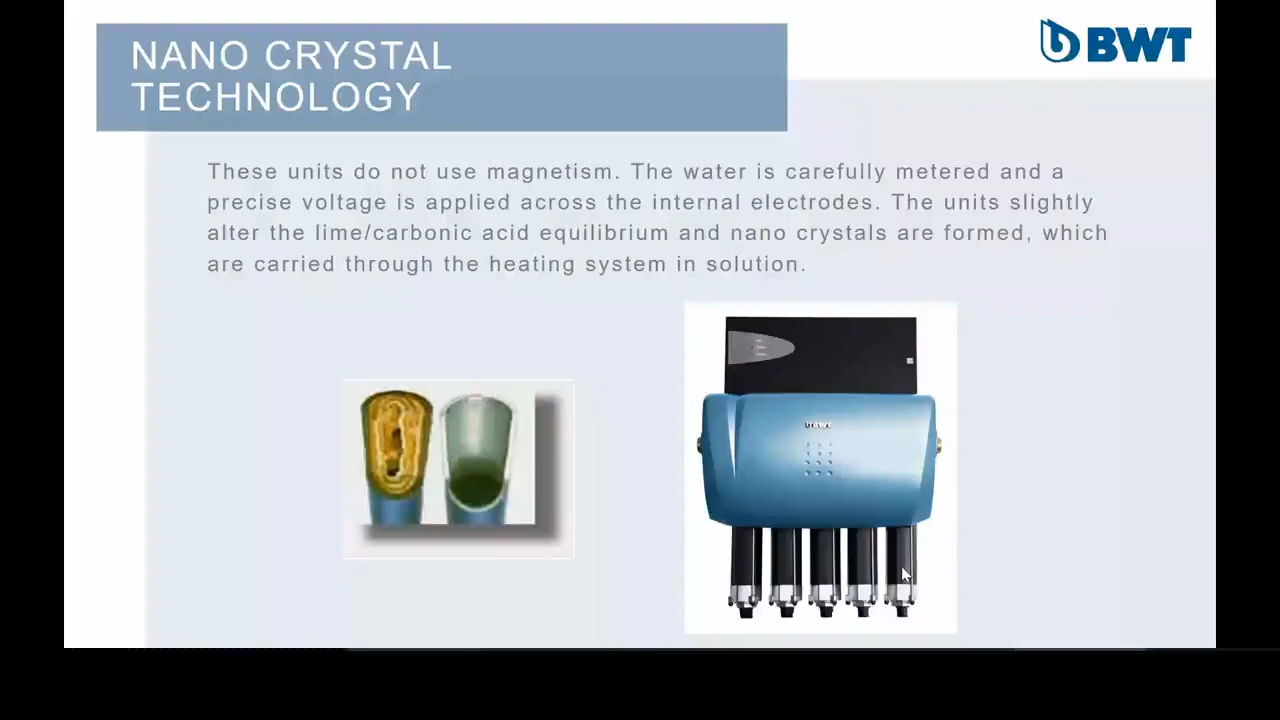 NANO CRYSTAL
TECHNOLOGY
BWT
These units do not use magnetism. The water is carefully metered and a
precise voltage is applied across the internal electrodes. The units slightly
alter the lime/carbonic acid equilibrium and nano crystals are formed, which
are carried through the heating system in solution.
BWT